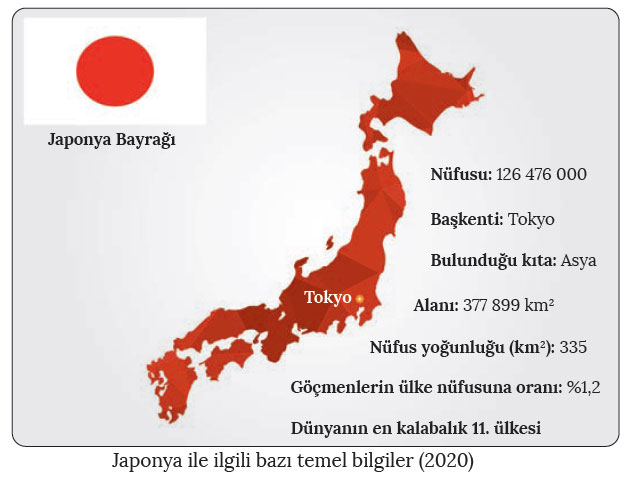 Japonya Bayrağı
Nüfusu: 126 476 000
Başkenti: Tokyo
Bulunduğu kıta: Asya
Tokyo
Alanı: 377 899 km²
Nüfus yoğunluğu (km²): 335
Göçmenlerin ülke nüfusuna oranı: %1,2
Dünyanın en kalabalık 11. ülkesi
Japonya ile ilgili bazı temel bilgiler (2020)